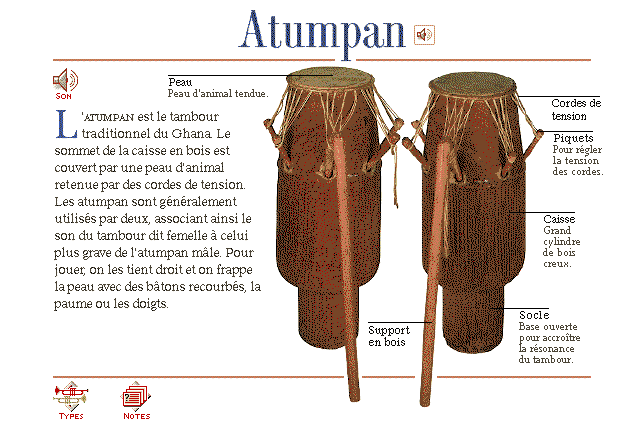 Atumpan
Peau
Peau d'animal tendue.
SON
L'ATUMPAN est le tambour
traditionnel du Ghana. Le
sommet de la caisse en bois est
couvert par une peau d'animal
retenue par des cordes de tension.
Les atumpan sont généralement
utilisés par deux, associant ainsi le
son du tambour dit femelle à celui
plus grave de l'atumpan mâle. Pour
jouer, on les tient droit et on frappe
la peau avec des bâtons recourbés, la
paume ou les doigts.
Cordes de
tension
Piquets
Pour régler
la tension
des cordes.
Caisse
Grand
cylindre
de bois
creux.
Socle
Base ouverte
pour accroître
la résonance
du tambour.
Support
en bois
TYPES
NOTES